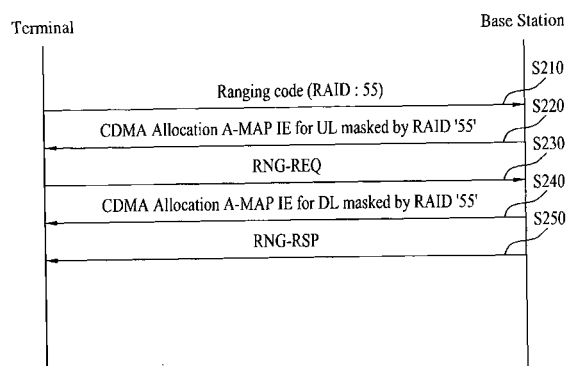 Terminal
Base Station
S210
Ranging code (RAID : 55)
S220
CDMA Allocation A-MAP IE for UL masked by RAID '55'
S230
RNG-REQ
S240
CDMA Allocation A-MAP IE for DL masked by RAID '55'
S250
RNG-RSP